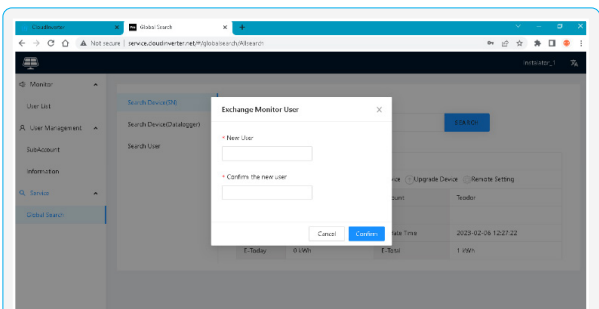 CloudInverter
Global Search
Not secure | service.cloudinverter.net/#/globalsearch/Allsearch
Installator_1
Monitor
User List
User Management
SubAccount
Information
Service
Global Search
Search Device(SN)
Search Device(Datalogger)
Search User
SEARCH
Exchange Monitor User
* New User
* Confirm the new user
Cancel
Confirm
Upgrade Device
Remote Setting
Teodor
2023-02-06 12:27:22
E-Today
0 kWh
E-Total
1 kWh